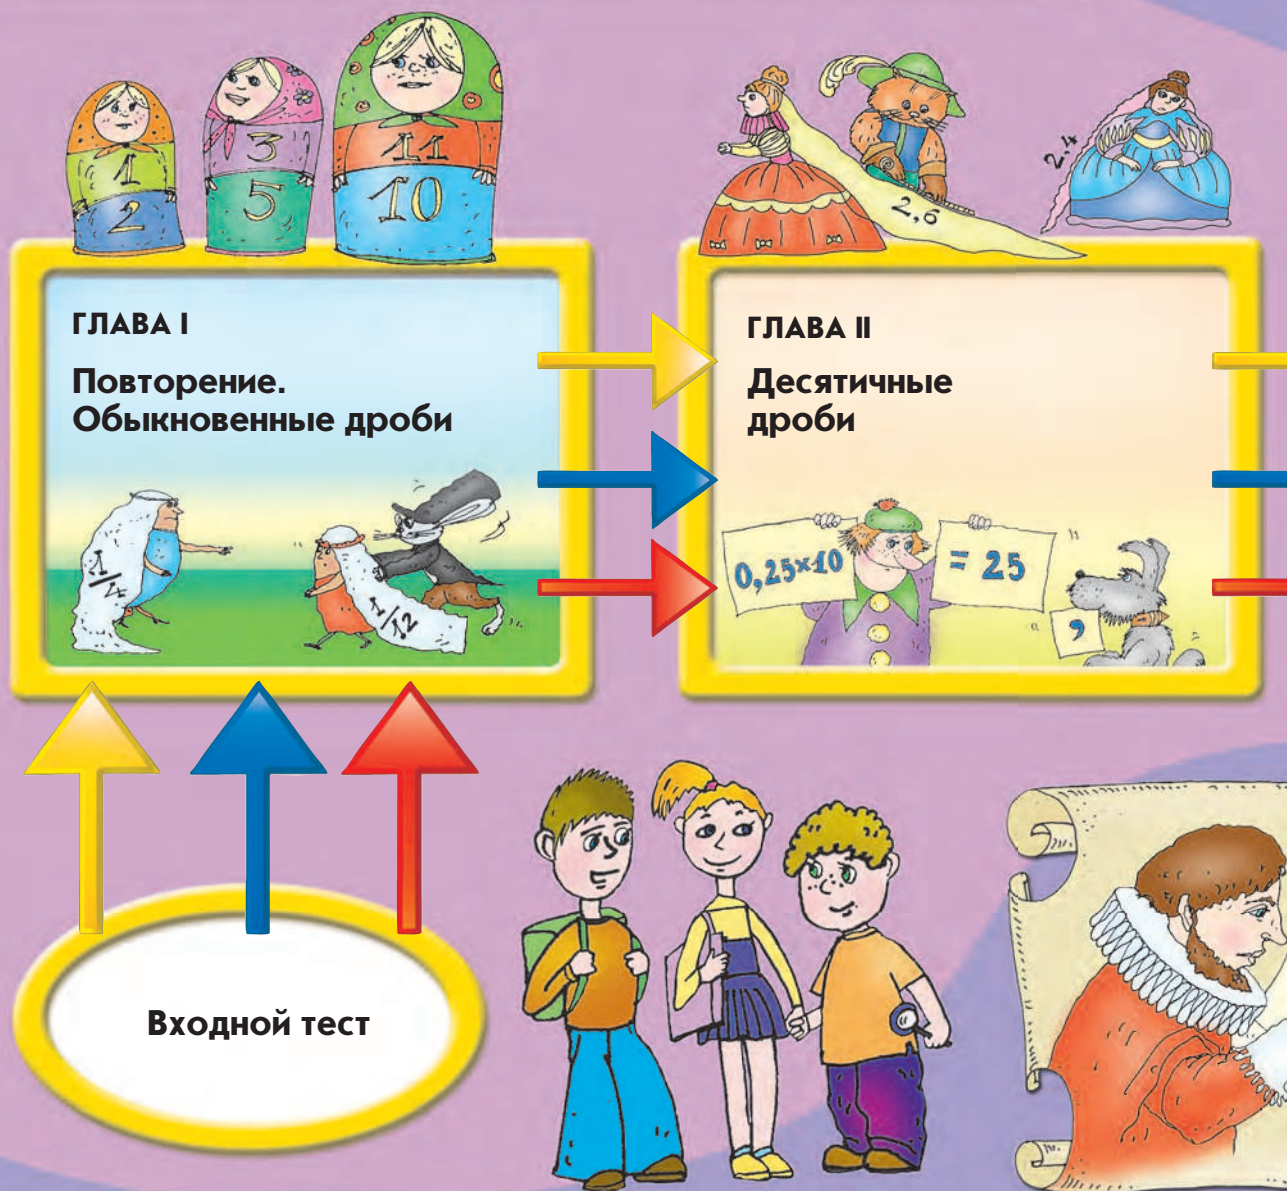 1
2
3
5
11
10
2,6
2,4
ГЛАВА I
Повторение.
Обыкновенные дроби
1/4
1/12
ГЛАВА II
Десятичные
дроби
0,25×10
= 25
,
Входной тест